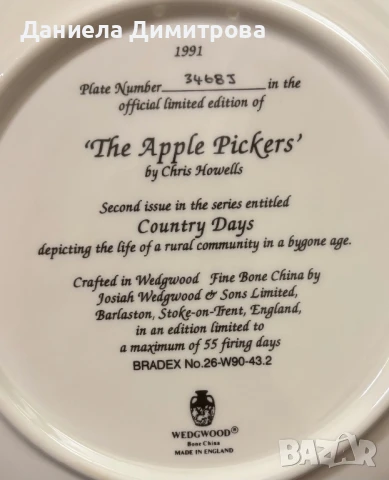 Даниела Димитрова
1991
Plate Number 3468J in the
official limited edition of
'The Apple Pickers'
by Chris Howells
Second issue in the series entitled
Country Days
depicting the life of a rural community in a bygone age.
Crafted in Wedgwood Fine Bone China by
Josiah Wedgwood & Sons Limited,
Barlaston, Stoke-on-Trent, England,
in an edition limited to
a maximum of 55 firing days
BRADEX No.26-W90-43.2
WEDGWOOD®
Bone China
MADE IN ENGLAND
BAZAR